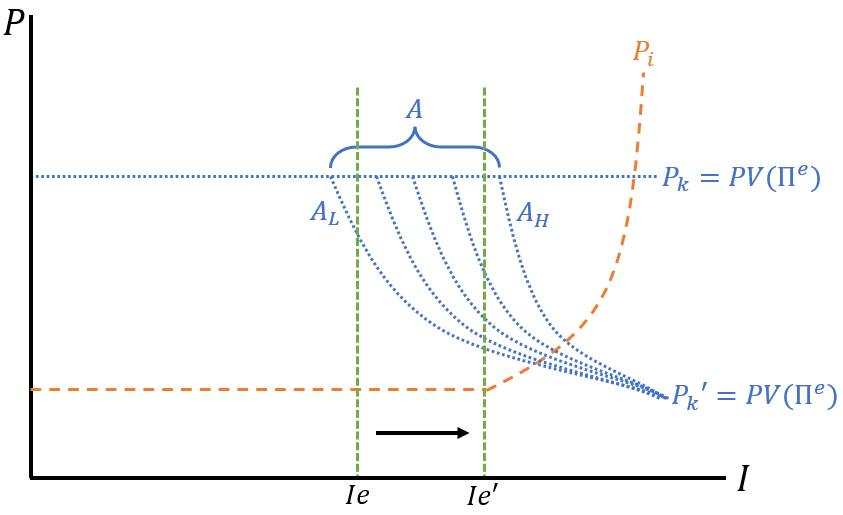 P
P_i
A
P_k = PV(Π^e)
A_L
A_H
P_k' = PV(Π^e)
Ie
Ie'
I